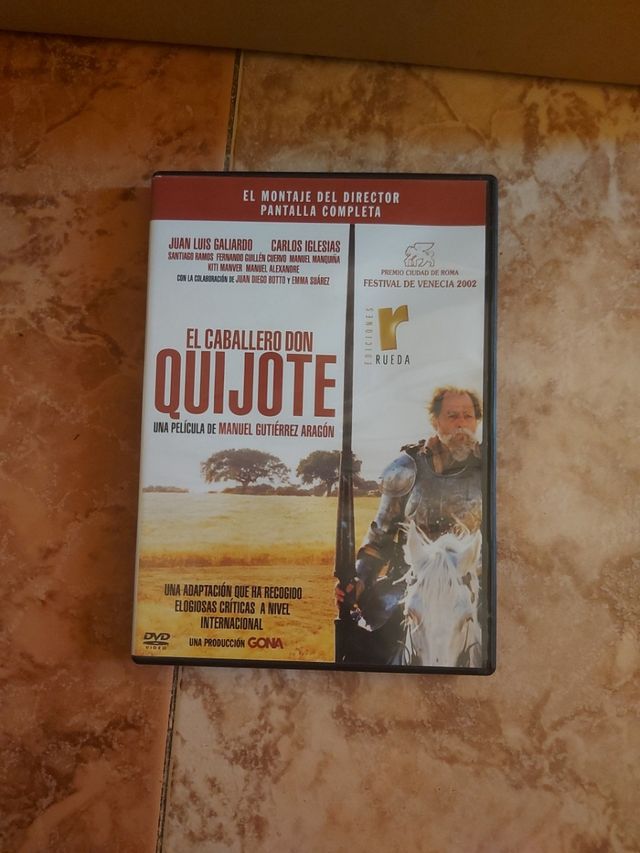 EL MONTAJE DEL DIRECTOR
PANTALLA COMPLETA
JUAN LUIS GALIARDO CARLOS IGLESIAS
SANTIAGO RAMOS FERNANDO GUILLÉN CUERVO MANUEL MANQUIÑA
KITI MANVER MANUEL ALEXANDRE
CON LA COLABORACIÓN DE JUAN DIEGO BOTTO Y EMMA SUÁREZ
PREMIO CIUDAD DE ROMA
FESTIVAL DE VENECIA 2002
EDICIONES
r
RUEDA
EL CABALLERO DON
QUIJOTE
UNA PELÍCULA DE MANUEL GUTIÉRREZ ARAGÓN
UNA ADAPTACIÓN QUE HA RECOGIDO
ELOGIOSAS CRÍTICAS A NIVEL
INTERNACIONAL
DVD
VIDEO
UNA PRODUCCIÓN GONA